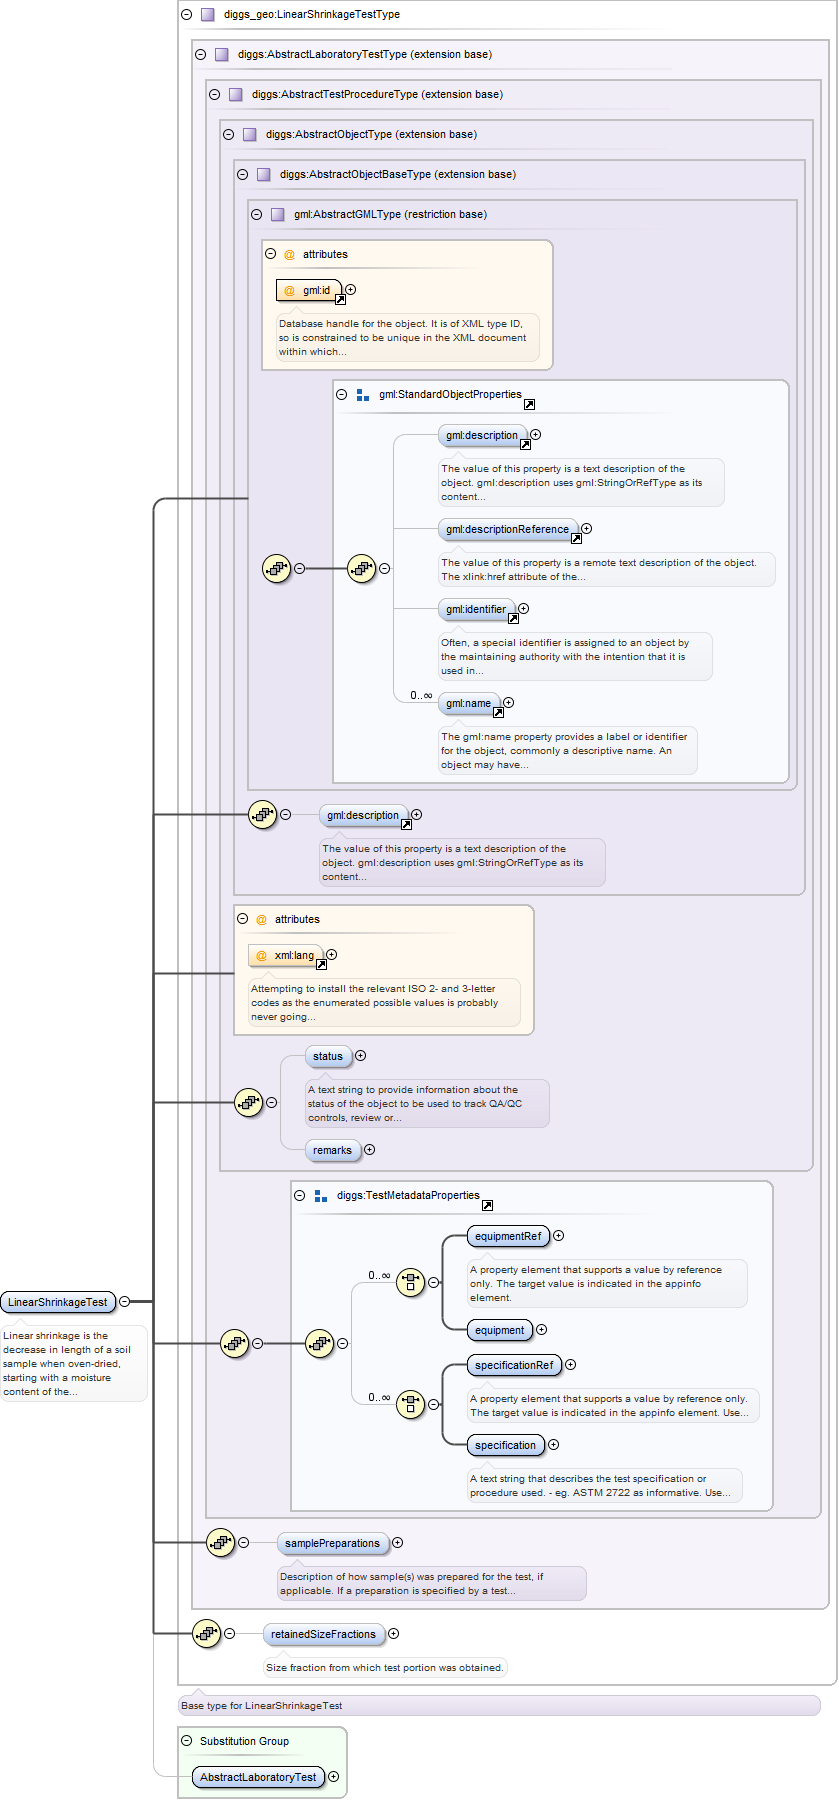 diggs_geo:LinearShrinkageTestType
diggs:AbstractLaboratoryTestType (extension base)
diggs:AbstractTestProcedureType (extension base)
diggs:AbstractObjectType (extension base)
diggs:AbstractObjectBaseType (extension base)
gml:AbstractGMLType (restriction base)
@ attributes
@ gml:id
Database handle for the object. It is of XML type ID,
so is constrained to be unique in the XML document
within which...
gml:StandardObjectProperties
gml:description
The value of this property is a text description of the
object. gml:description uses gml:StringOrRefType as its
content...
gml:descriptionReference
The value of this property is a remote text description of the object.
The xlink:href attribute of the...
gml:identifier
Often, a special identifier is assigned to an object by
the maintaining authority with the intention that it is
used in...
0..∞
gml:name
The gml:name property provides a label or identifier
for the object, commonly a descriptive name. An
object may have...
gml:description
The value of this property is a text description of the
object. gml:description uses gml:StringOrRefType as its
content...
@ attributes
@ xml:lang
Attempting to install the relevant ISO 2- and 3-letter
codes as the enumerated possible values is probably
never going...
status
A text string to provide information about the
status of the object to be used to track QA/QC
controls, review or...
remarks
diggs:TestMetadataProperties
equipmentRef
0..∞
A property element that supports a value by reference
only. The target value is indicated in the appinfo
element.
equipment
LinearShrinkageTest
Linear shrinkage is the
decrease in length of a soil
sample when oven-dried,
starting with a moisture
content of the...
specificationRef
0..∞
A property element that supports a value by reference only.
The target value is indicated in the appinfo element. Use...
specification
A text string that describes the test specification or
procedure used. - eg. ASTM 2722 as informative. Use...
samplePreparations
Description of how sample(s) was prepared for the test, if
applicable. If a preparation is specified by a test...
retainedSizeFractions
Size fraction from which test portion was obtained.
Base type for LinearShrinkageTest
Substitution Group
AbstractLaboratoryTest